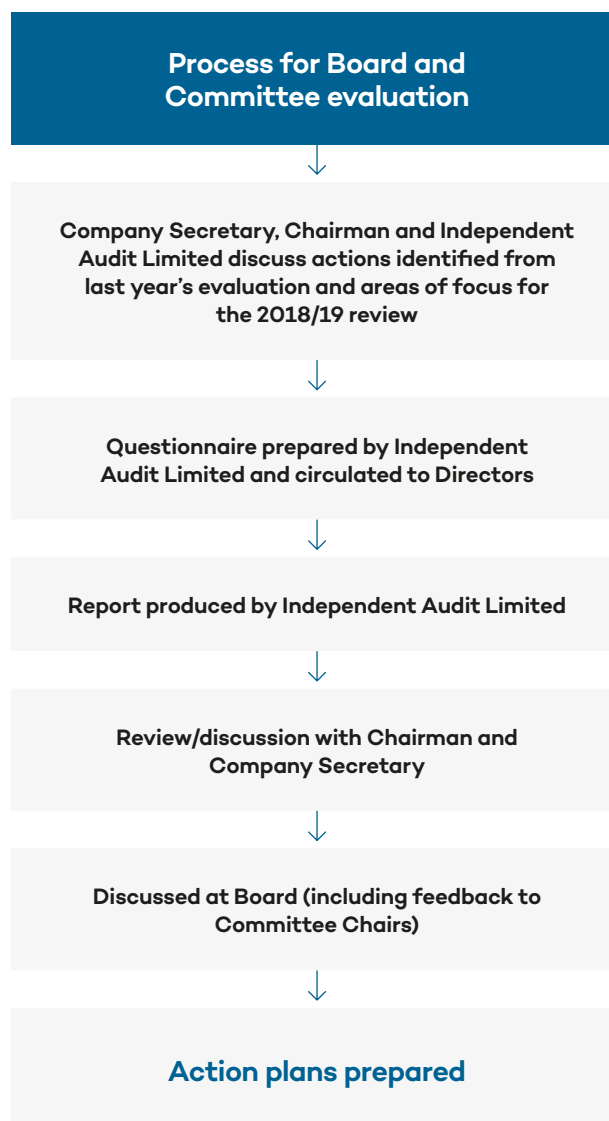 Process for Board and
Committee evaluation
Company Secretary, Chairman and Independent
Audit Limited discuss actions identified from
last year’s evaluation and areas of focus for
the 2018/19 review
Questionnaire prepared by Independent
Audit Limited and circulated to Directors
Report produced by Independent Audit Limited
Review/discussion with Chairman and
Company Secretary
Discussed at Board (including feedback to
Committee Chairs)
Action plans prepared